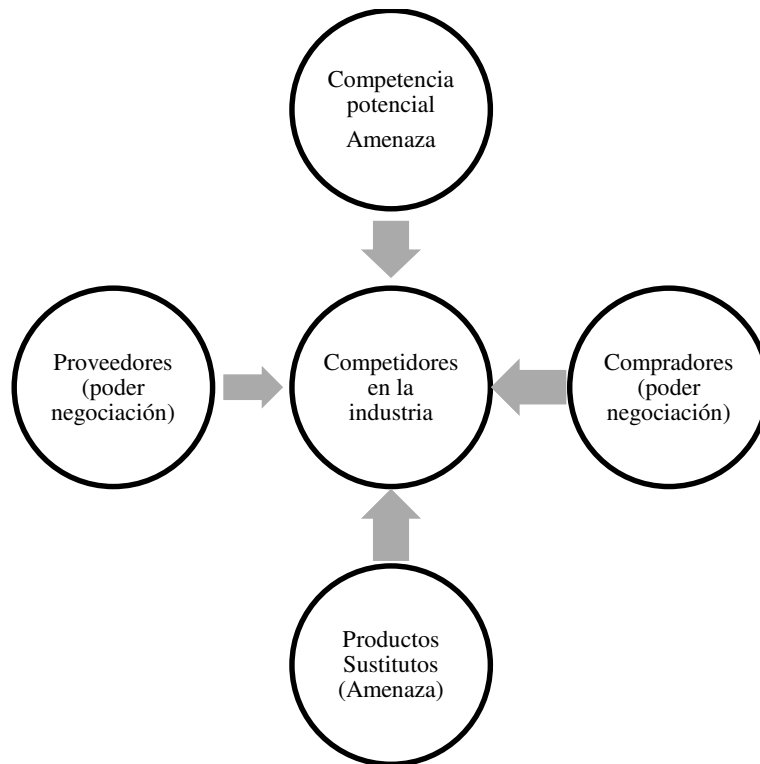 Competencia
potencial
Amenaza
Proveedores
(poder
negociación)
Competidores
en la
industria
Compradores
(poder
negociación)
Productos
Sustitutos
(Amenaza)